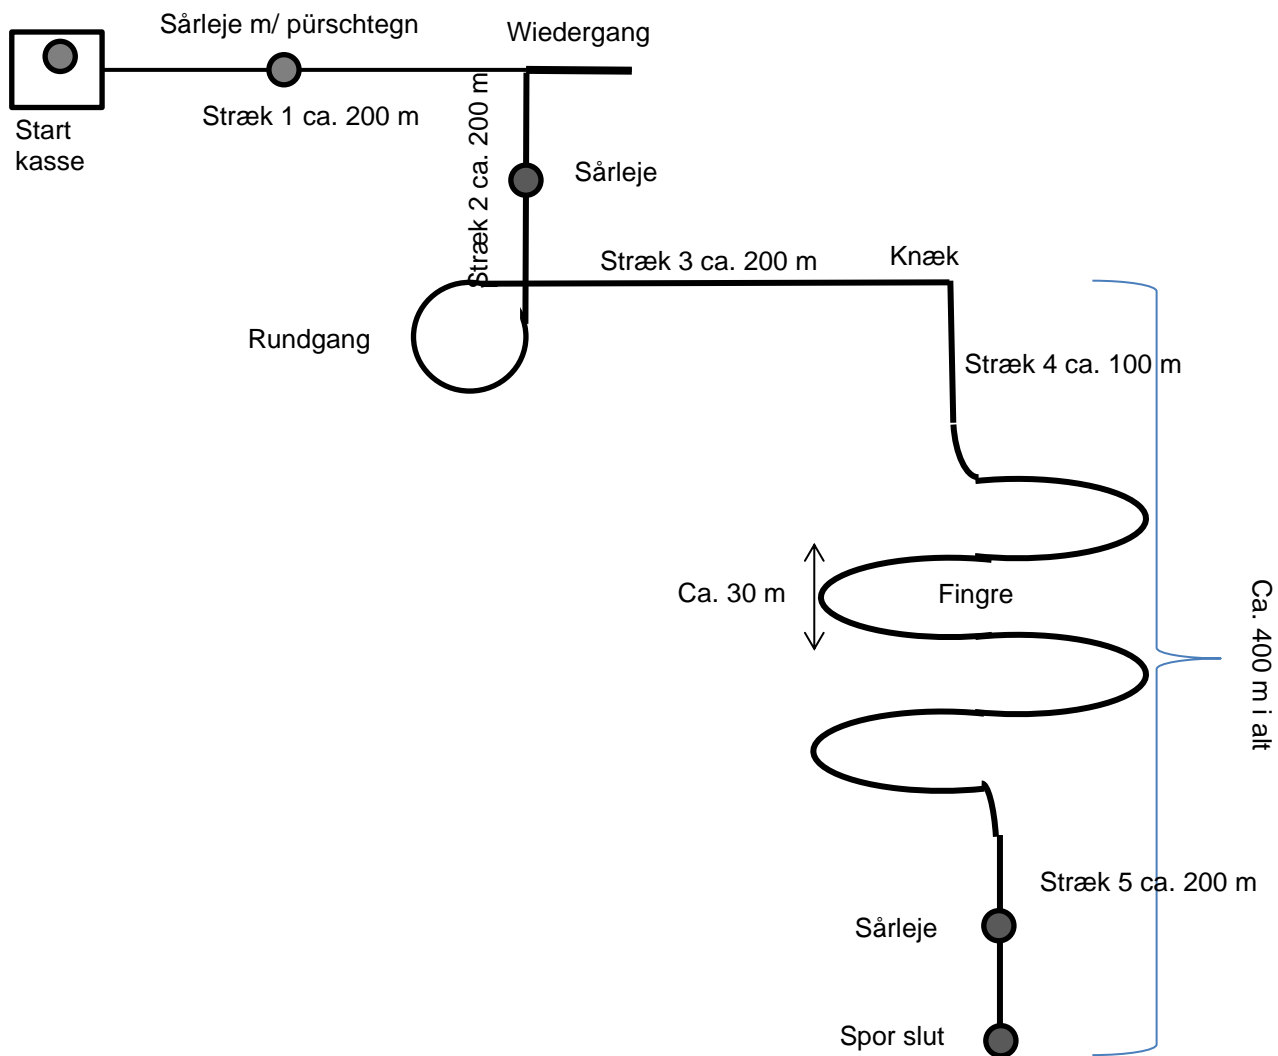 Sårleje m/ pürschtegn
Wiedergang
Start
kasse
Stræk 1 ca. 200 m
Stræk 2 ca. 200 m
Sårleje
Stræk 3 ca. 200 m
Knæk
Rundgang
Stræk 4 ca. 100 m
Ca. 30 m
Fingre
Ca. 400 m i alt
Stræk 5 ca. 200 m
Sårleje
Spor slut